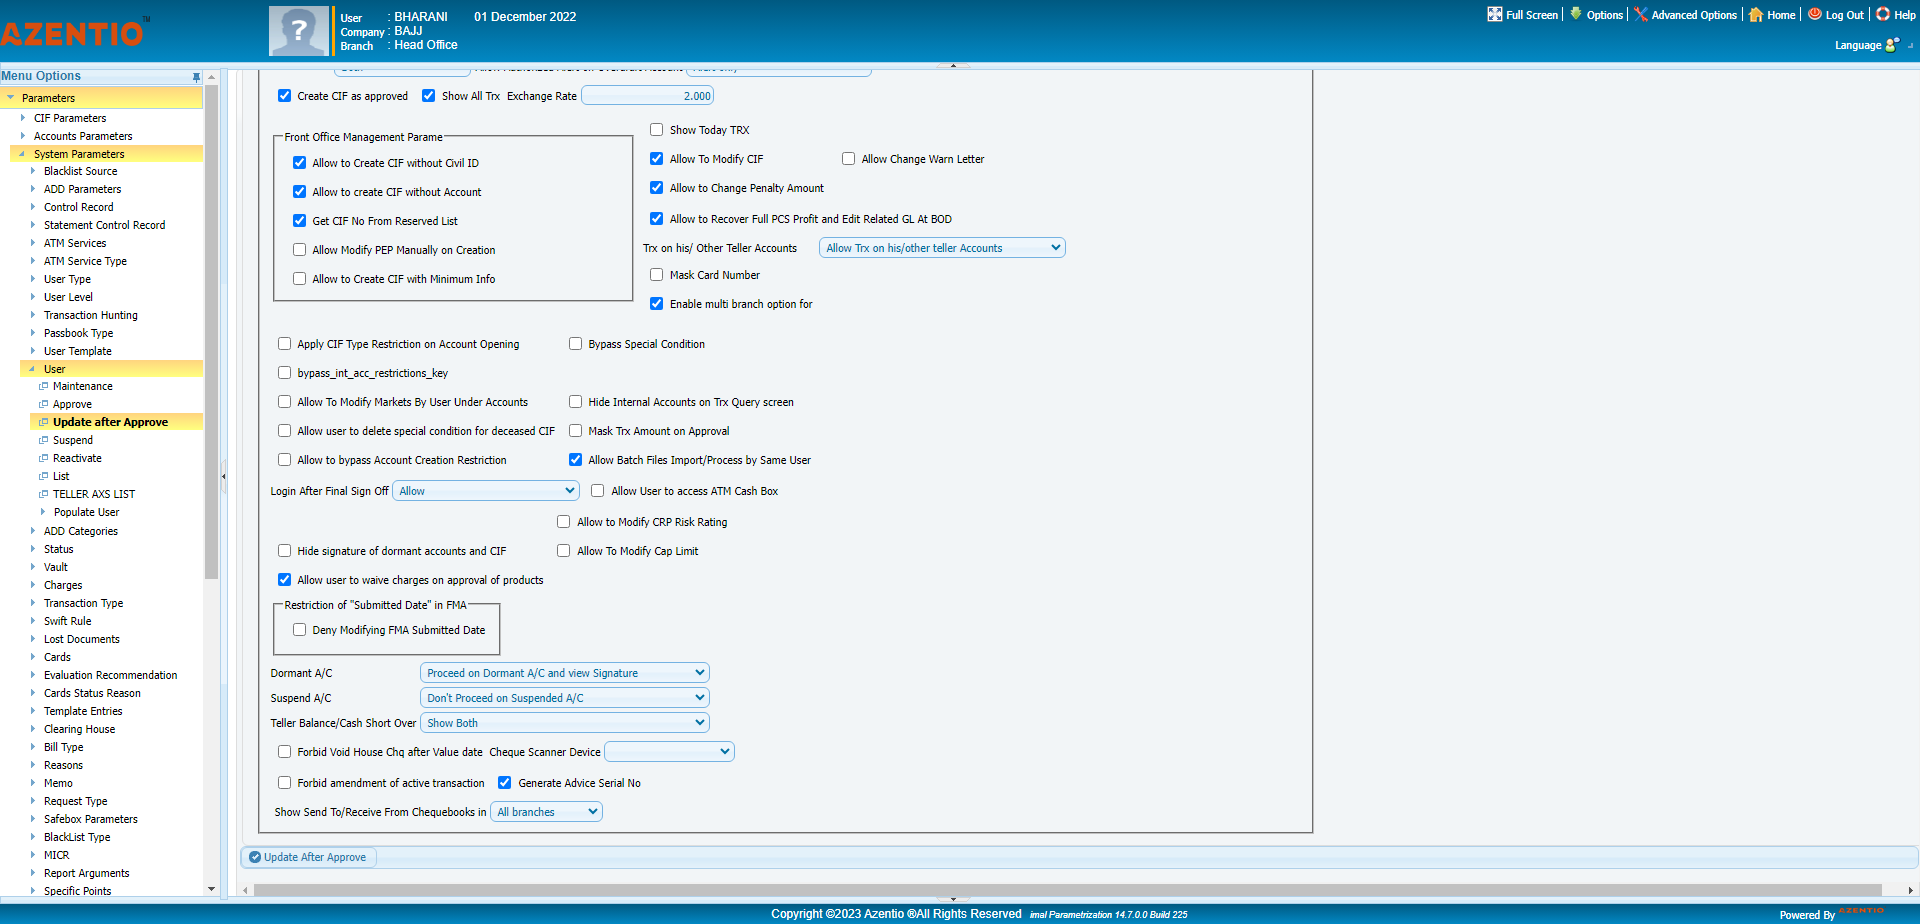 AZENTIO™
User : BHARANI 01 December 2022
Company : BAJJ
Branch : Head Office
Full Screen
Options
Advanced Options
Home
Log Out
Help
Language
Menu Options
Parameters
CIF Parameters
Accounts Parameters
System Parameters
Blacklist Source
ADD Parameters
Control Record
Statement Control Record
ATM Services
ATM Service Type
User Type
User Level
Transaction Hunting
Passbook Type
User Template
User
Maintenance
Approve
Update after Approve
Suspend
Reactivate
List
TELLER AXS LIST
Populate User
ADD Categories
Status
Vault
Charges
Transaction Type
Swift Rule
Lost Documents
Cards
Evaluation Recommendation
Cards Status Reason
Template Entries
Clearing House
Bill Type
Reasons
Memo
Request Type
Safebox Parameters
BlackList Type
MICR
Report Arguments
Specific Points
Create CIF as approved Show All Trx Exchange Rate 2.000
Front Office Management Parame
Allow to Create CIF without Civil ID
Allow to create CIF without Account
Get CIF No From Reserved List
Allow Modify PEP Manually on Creation
Allow to Create CIF with Minimum Info
Show Today TRX
Allow To Modify CIF Allow Change Warn Letter
Allow to Change Penalty Amount
Allow to Recover Full PCS Profit and Edit Related GL At BOD
Trx on his/ Other Teller Accounts Allow Trx on his/other teller Accounts
Mask Card Number
Enable multi branch option for
Apply CIF Type Restriction on Account Opening Bypass Special Condition
bypass_int_acc_restrictions_key
Allow To Modify Markets By User Under Accounts Hide Internal Accounts on Trx Query screen
Allow user to delete special condition for deceased CIF Mask Trx Amount on Approval
Allow to bypass Account Creation Restriction Allow Batch Files Import/Process by Same User
Login After Final Sign Off Allow Allow User to access ATM Cash Box
Allow to Modify CRP Risk Rating
Hide signature of dormant accounts and CIF Allow To Modify Cap Limit
Allow user to waive charges on approval of products
Restriction of "Submitted Date" in FMA
Deny Modifying FMA Submitted Date
Dormant A/C Proceed on Dormant A/C and view Signature
Suspend A/C Don't Proceed on Suspended A/C
Teller Balance/Cash Short Over Show Both
Forbid Void House Chq after Value date Cheque Scanner Device
Forbid amendment of active transaction Generate Advice Serial No
Show Send To/Receive From Chequebooks in All branches
Update After Approve
Copyright ©2023 Azentio ®All Rights Reserved imal Parametrization 14.7.0.0 Build 225
Powered By AZENTIO